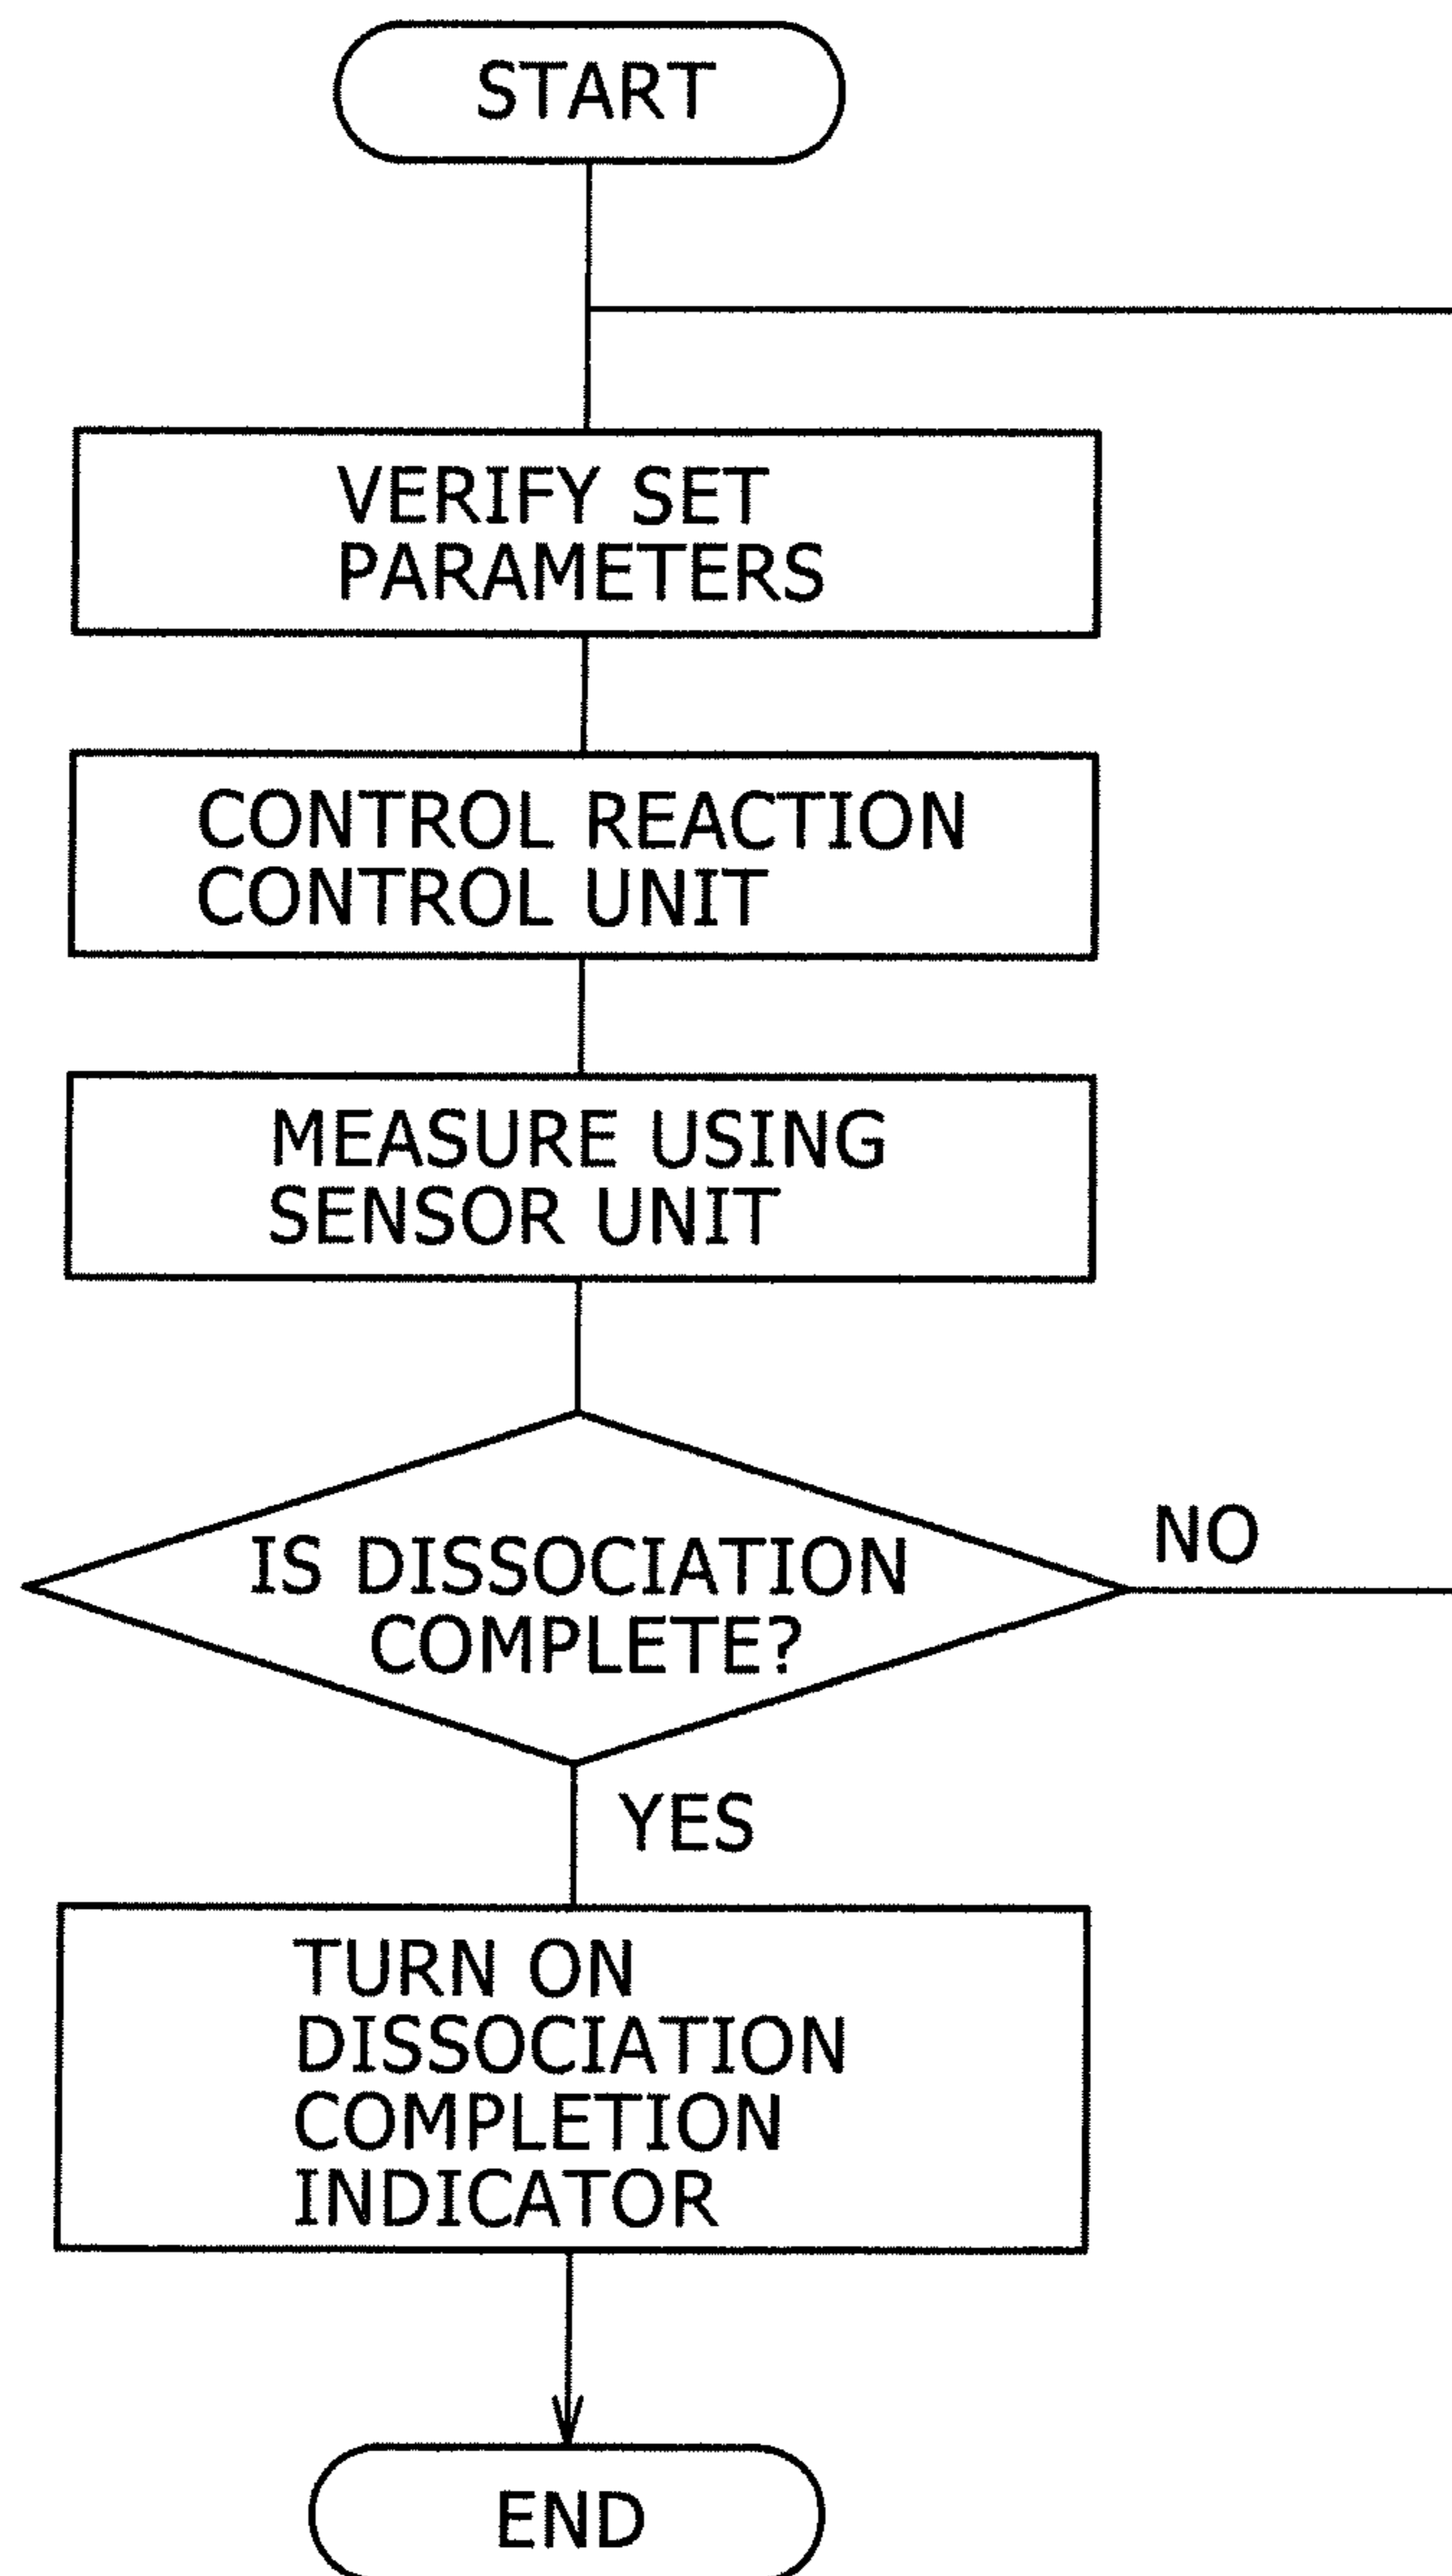 START
VERIFY SET
PARAMETERS
CONTROL REACTION
CONTROL UNIT
MEASURE USING
SENSOR UNIT
IS DISSOCIATION
COMPLETE?
NO
YES
TURN ON
DISSOCIATION
COMPLETION
INDICATOR
END